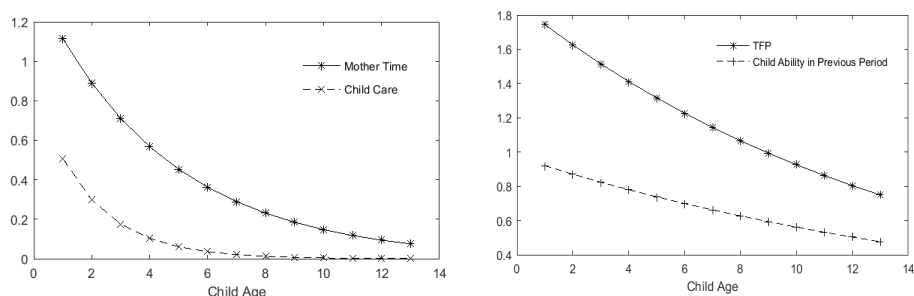 1.2
1
0.8
0.6
0.4
0.2
0
0 2 4 6 8 10 12 14
Child Age
Mother Time
Child Care
1.8
1.6
1.4
1.2
1
0.8
0.6
0.4
0 2 4 6 8 10 12 14
Child Age
TFP
Child Ability in Previous Period